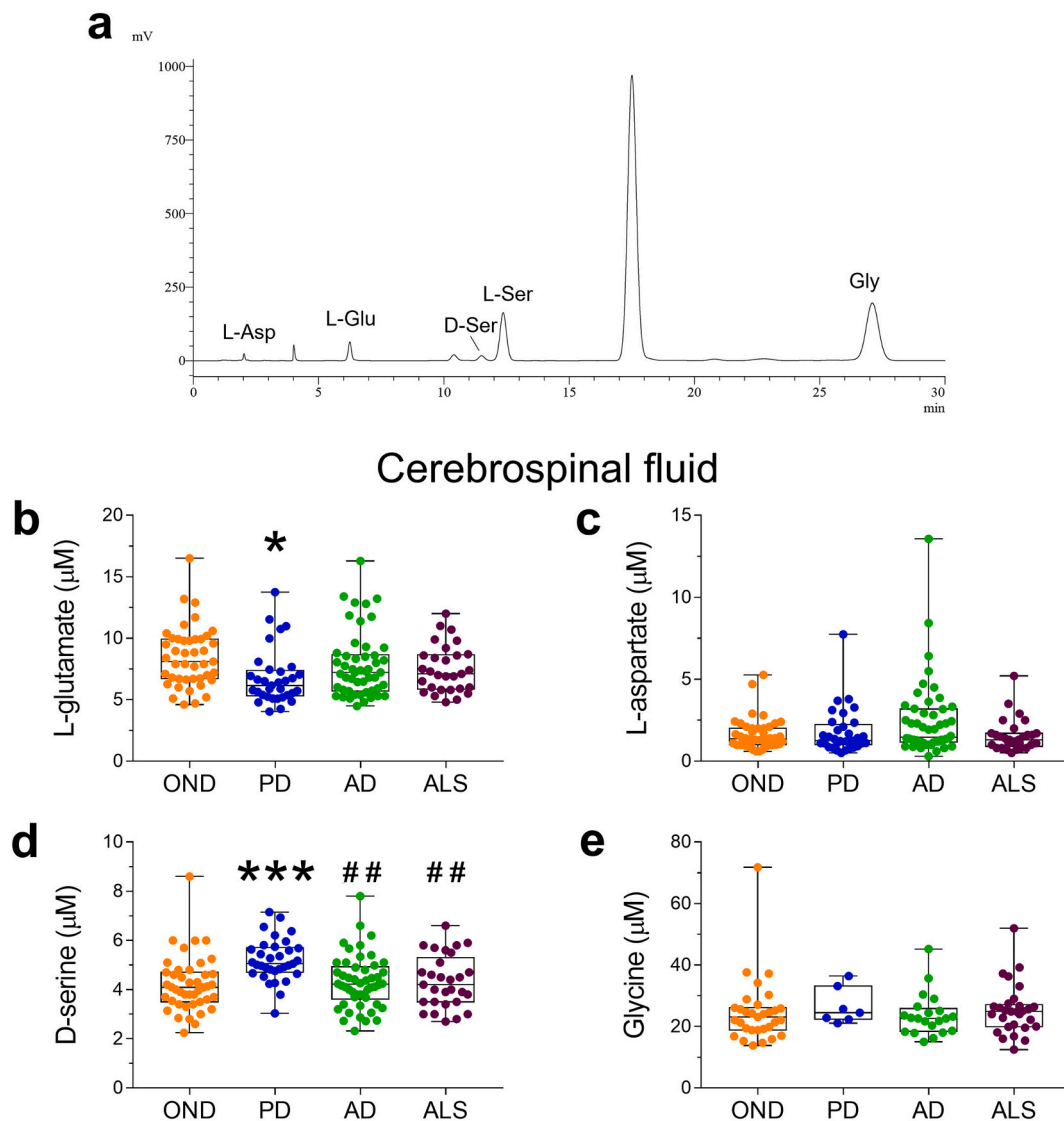 a
mV
1000
750
500
250
0
L-Asp
L-Glu
D-Ser
L-Ser
Gly
0 5 10 15 20 25 30
min
Cerebrospinal fluid
b
L-glutamate (µM)
20
15
10
5
0
*
OND PD AD ALS
c
L-aspartate (µM)
15
10
5
0
OND PD AD ALS
d
D-serine (µM)
10
8
6
4
2
0
*** ## ##
OND PD AD ALS
e
Glycine (µM)
80
60
40
20
0
OND PD AD ALS